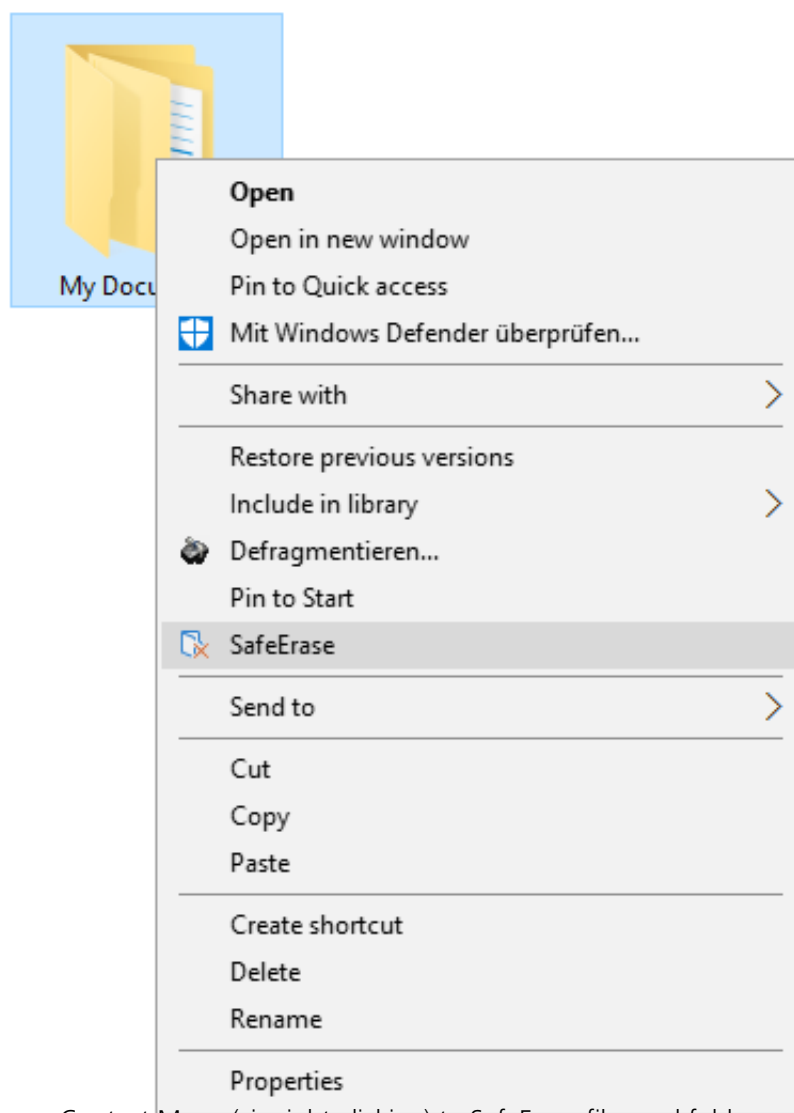 Open
Open in new window
My Docu
Pin to Quick access
Mit Windows Defender überprüfen...
Share with
Restore previous versions
Include in library
Defragmentieren...
Pin to Start
SafeErase
Send to
Cut
Copy
Paste
Create shortcut
Delete
Rename
Properties